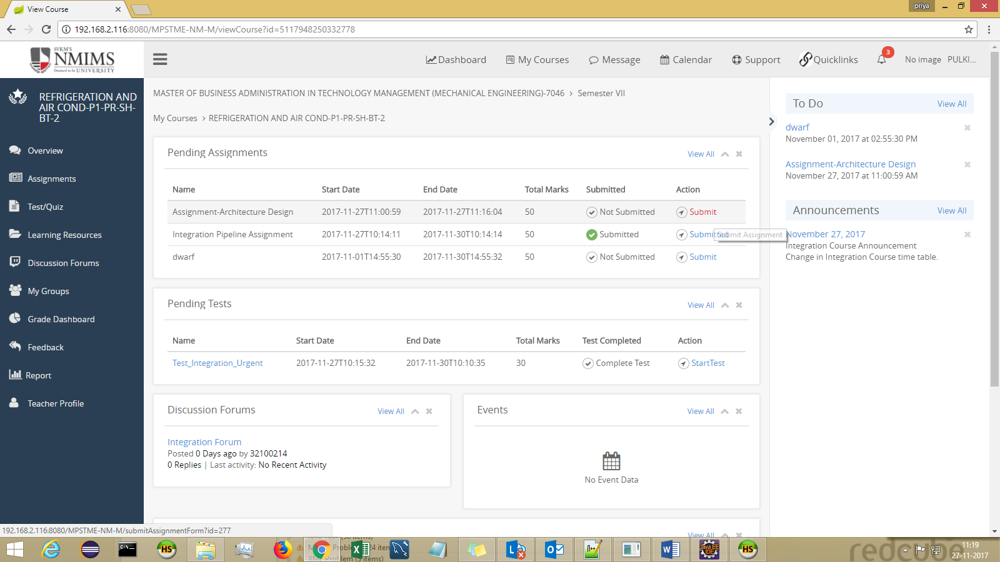 View Course
priya
192.168.2.116:8080/MPSTME-NM-M/viewCourse?id=5117948250332778
SVKM'S
NMIMS
Deemed to be UNIVERSITY
Dashboard
My Courses
Message
Calendar
Support
Quicklinks
3
No image
PULKI...
REFRIGERATION AND
AIR COND-P1-PR-SH-
BT-2
Overview
Assignments
Test/Quiz
Learning Resources
Discussion Forums
My Groups
Grade Dashboard
Feedback
Report
Teacher Profile
MASTER OF BUSINESS ADMINISTRATION IN TECHNOLOGY MANAGEMENT (MECHANICAL ENGINEERING)-7046 > Semester VII
My Courses > REFRIGERATION AND AIR COND-P1-PR-SH-BT-2
Pending Assignments
View All
Name Start Date End Date Total Marks Submitted Action
Assignment-Architecture Design 2017-11-27T11:00:59 2017-11-27T11:16:04 50 Not Submitted Submit
Integration Pipeline Assignment 2017-11-27T10:14:11 2017-11-30T10:14:14 50 Submitted Submitted
Submit Assignment
dwarf 2017-11-01T14:55:30 2017-11-30T14:55:32 50 Not Submitted Submit
Pending Tests
View All
Name Start Date End Date Total Marks Test Completed Action
Test_Integration_Urgent 2017-11-27T10:15:32 2017-11-30T10:10:35 30 Complete Test StartTest
Discussion Forums
View All
Integration Forum
Posted 0 Days ago by 32100214
0 Replies | Last activity: No Recent Activity
Events
View All
No Event Data
View All
To Do
View All
dwarf
November 01, 2017 at 02:55:30 PM
Assignment-Architecture Design
November 27, 2017 at 11:00:59 AM
Announcements
View All
November 27, 2017
Integration Course Announcement
Change in Integration Course time table.
192.168.2.116:8080/MPSTME-NM-M/submitAssignmentForm?id=277
C:\_
HS
Java EE
IDE
HS
11:19
27-11-2017